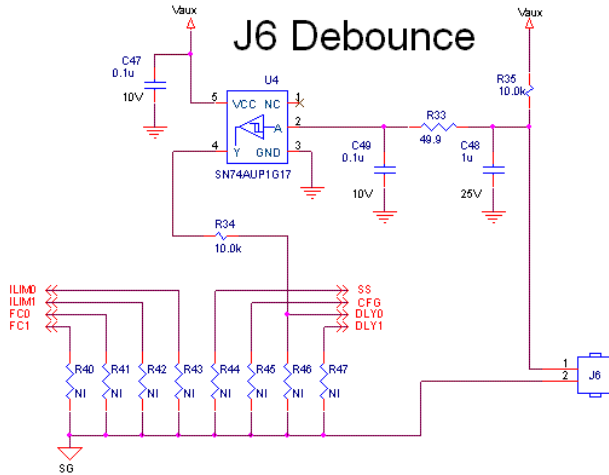 Vaux
J6 Debounce
Vaux
C47
0.1u
10V
U4
5 VCC NC 1
A 2
4 Y GND 3
SN74AUP1G17
R35
10.0k
R33
49.9
C49
0.1u
10V
C48
1u
25V
R34
10.0k
ILIM0
ILIM1
FC0
FC1
SS
CFG
DLY0
DLY1
R40 R41 R42 R43 R44 R45 R46 R47
NI NI NI NI NI NI NI NI
1
2
J6
SG